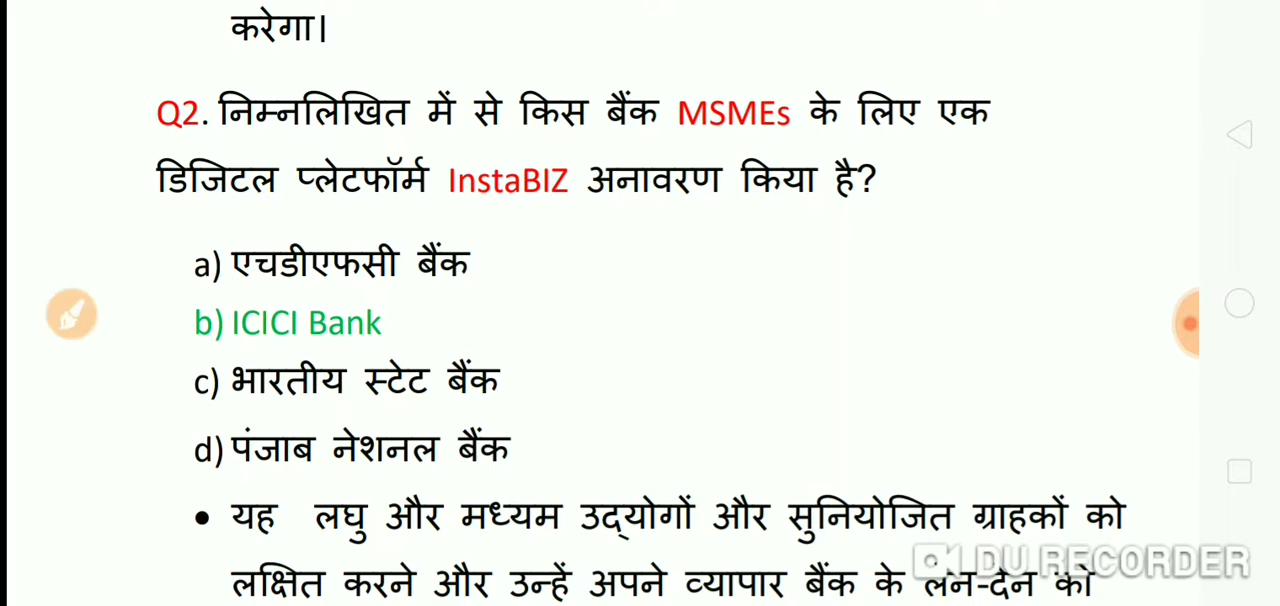 करेगा।
Q2. निम्नलिखित में से किस बैंक MSMEs के लिए एक
डिजिटल प्लेटफॉर्म InstaBIZ अनावरण किया है?
a) एचडीएफसी बैंक
b) ICICI Bank
c) भारतीय स्टेट बैंक
d) पंजाब नेशनल बैंक
• यह लघु और मध्यम उद्योगों और सुनियोजित ग्राहकों को
लक्षित करने और उन्हें अपने व्यापार बैंक के लेन-देन को
DU RECORDER